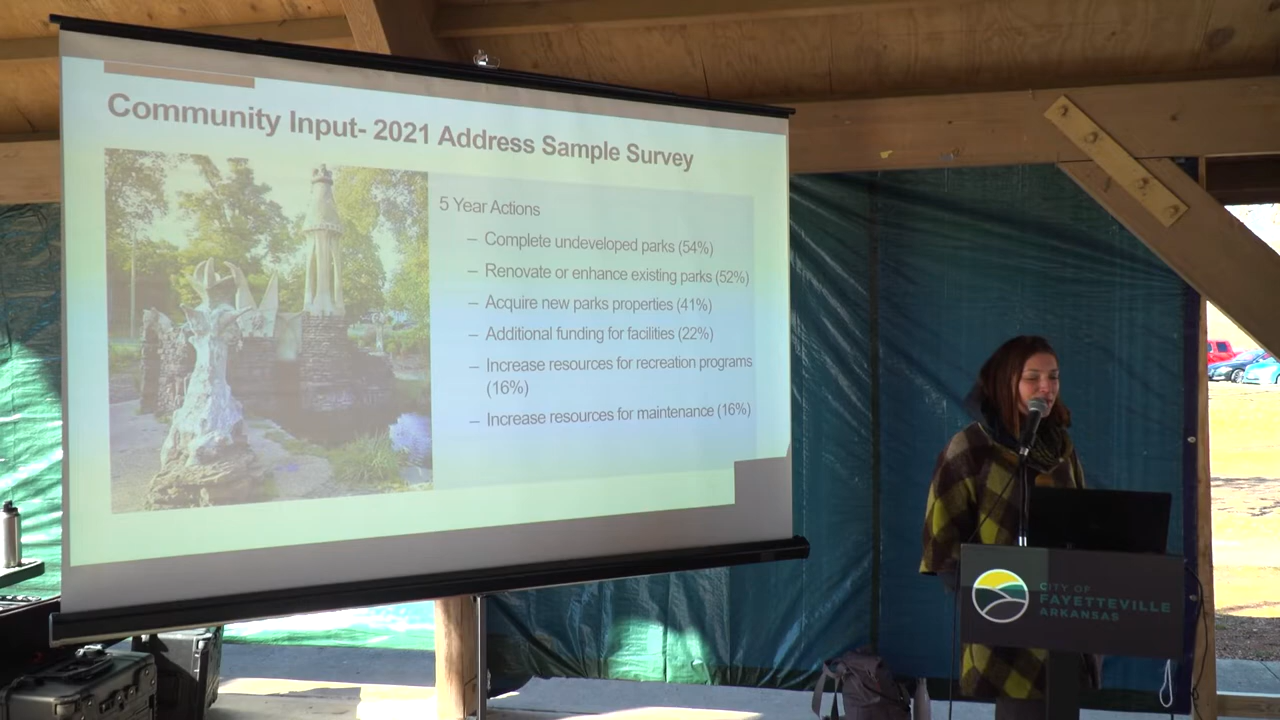 Community Input- 2021 Address Sample Survey
5 Year Actions
– Complete undeveloped parks (54%)
– Renovate or enhance existing parks (52%)
– Acquire new parks properties (41%)
– Additional funding for facilities (22%)
– Increase resources for recreation programs
(16%)
– Increase resources for maintenance (16%)
CITY OF
FAYETTEVILLE
ARKANSAS